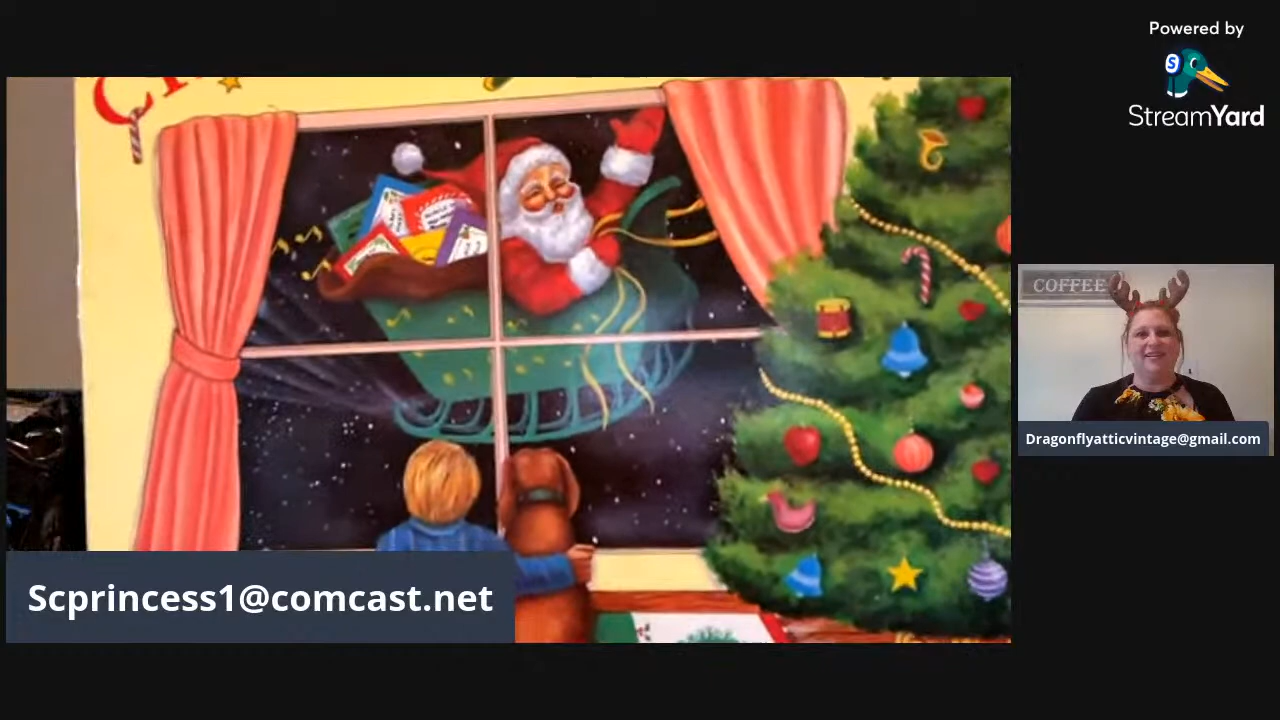 Powered by
StreamYard
COFFEE
Dragonflyatticvintage@gmail.com
Scprincess1@comcast.net